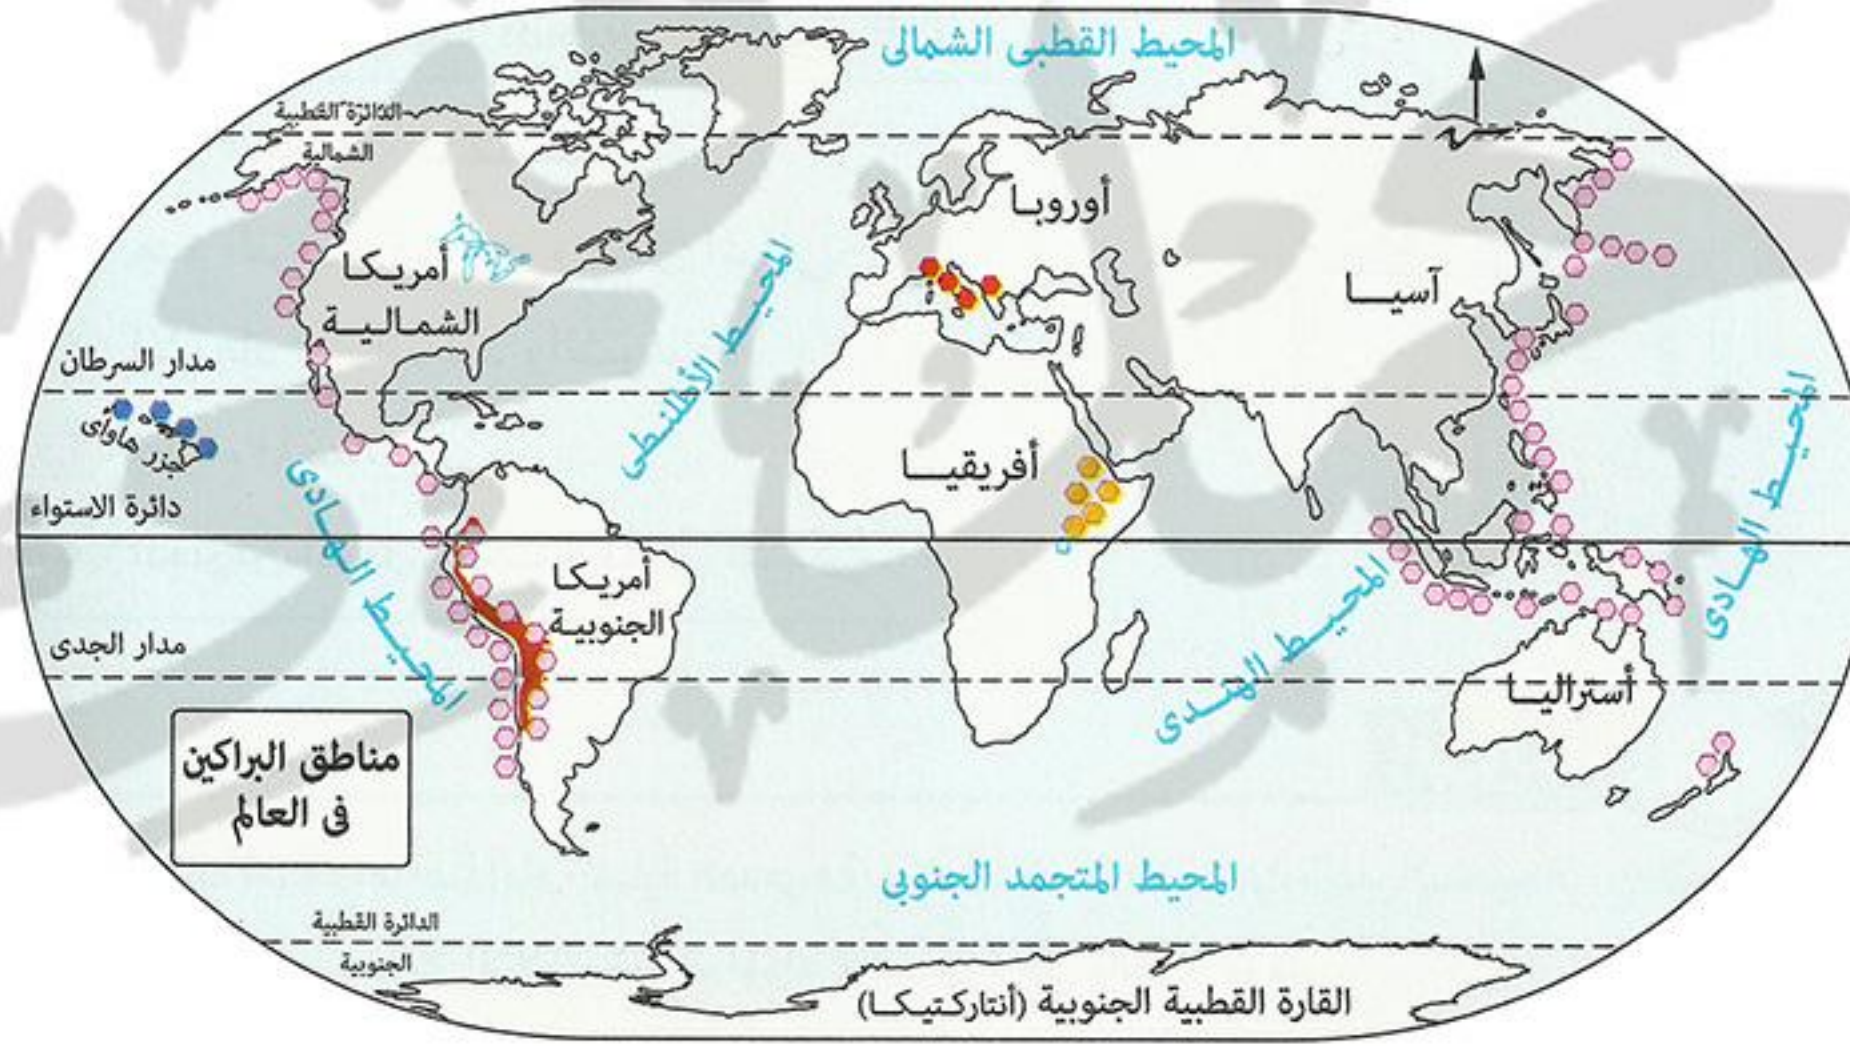 المحيط القطبى الشمالى
الدائرة القطبية
الشمالية
أوروبا
أمريكا
الشمالية
آسيا
المحيط الأطلنطى
مدار السرطان
جزر هاواى
أفريقيا
المحيط الهادى
دائرة الاستواء
المحيط الهادى
أمريكا
الجنوبية
المحيط الهندى
مدار الجدى
أستراليا
مناطق البراكين
فى العالم
المحيط المتجمد الجنوبى
الدائرة القطبية
الجنوبية
القارة القطبية الجنوبية (أنتاركتيكا)